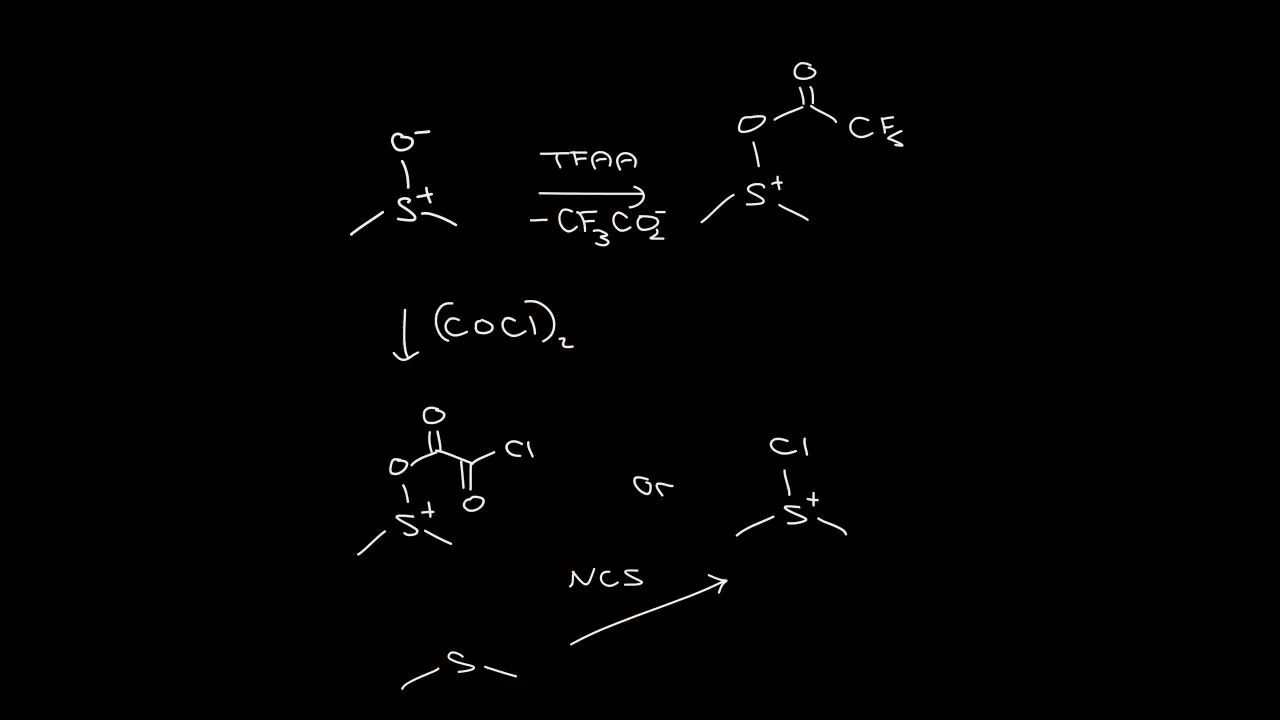 O
O⁻
O
CF₃
TFAA
S⁺
S⁺
- CF₃CO₂⁻
(COCl)₂
O
Cl
Cl
O
or
O
S⁺
S⁺
NCS
S